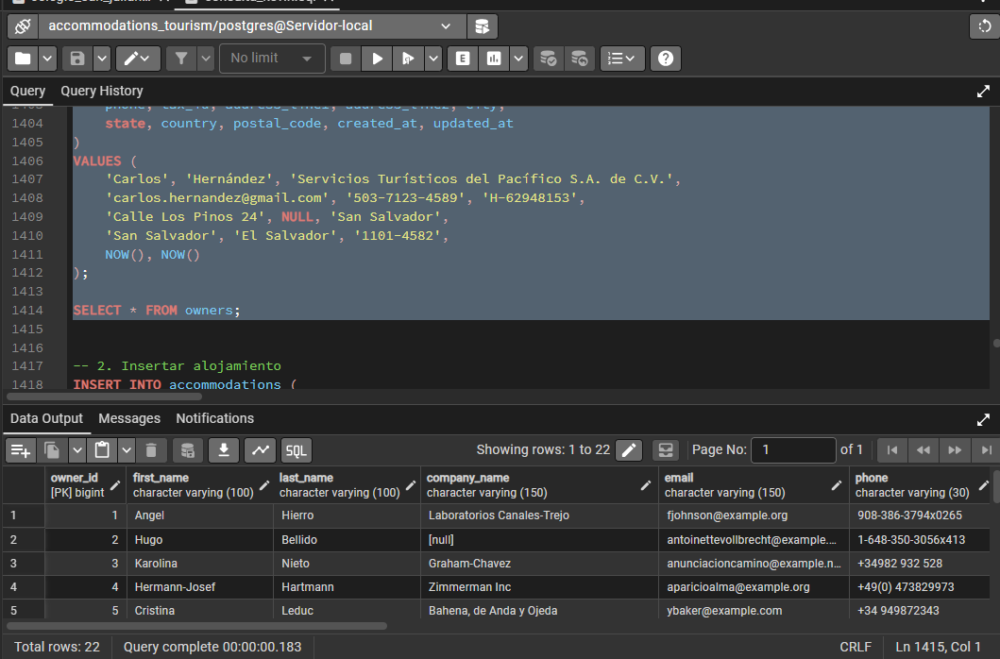 accommodations_tourism/postgres@Servidor-local
No limit
E
SQL
Query Query History
1404 state, country, postal_code, created_at, updated_at
1405 )
1406 VALUES (
1407 'Carlos', 'Hernández', 'Servicios Turísticos del Pacífico S.A. de C.V.',
1408 'carlos.hernandez@gmail.com', '503-7123-4589', 'H-62948153',
1409 'Calle Los Pinos 24', NULL, 'San Salvador',
1410 'San Salvador', 'El Salvador', '1101-4582',
1411 NOW(), NOW()
1412 );
1413
1414 SELECT * FROM owners;
1415
1416
1417 -- 2. Insertar alojamiento
1418 INSERT INTO accommodations (
Data Output Messages Notifications
Showing rows: 1 to 22 Page No: 1 of 1
owner_id first_name last_name company_name email phone
[PK] bigint character varying (100) character varying (100) character varying (150) character varying (150) character varying (30)
1 1 Angel Hierro Laboratorios Canales-Trejo fjohnson@example.org 908-386-3794x0265
2 2 Hugo Bellido [null] antoinettevollbrecht@example.... 1-648-350-3056x413
3 3 Karolina Nieto Graham-Chavez anunciacioncamino@example.n... +34982 932 528
4 4 Hermann-Josef Hartmann Zimmerman Inc aparicioalma@example.org +49(0) 473829973
5 5 Cristina Leduc Bahena, de Anda y Ojeda ybaker@example.com +34 949872343
Total rows: 22 Query complete 00:00:00.183 CRLF Ln 1415, Col 1